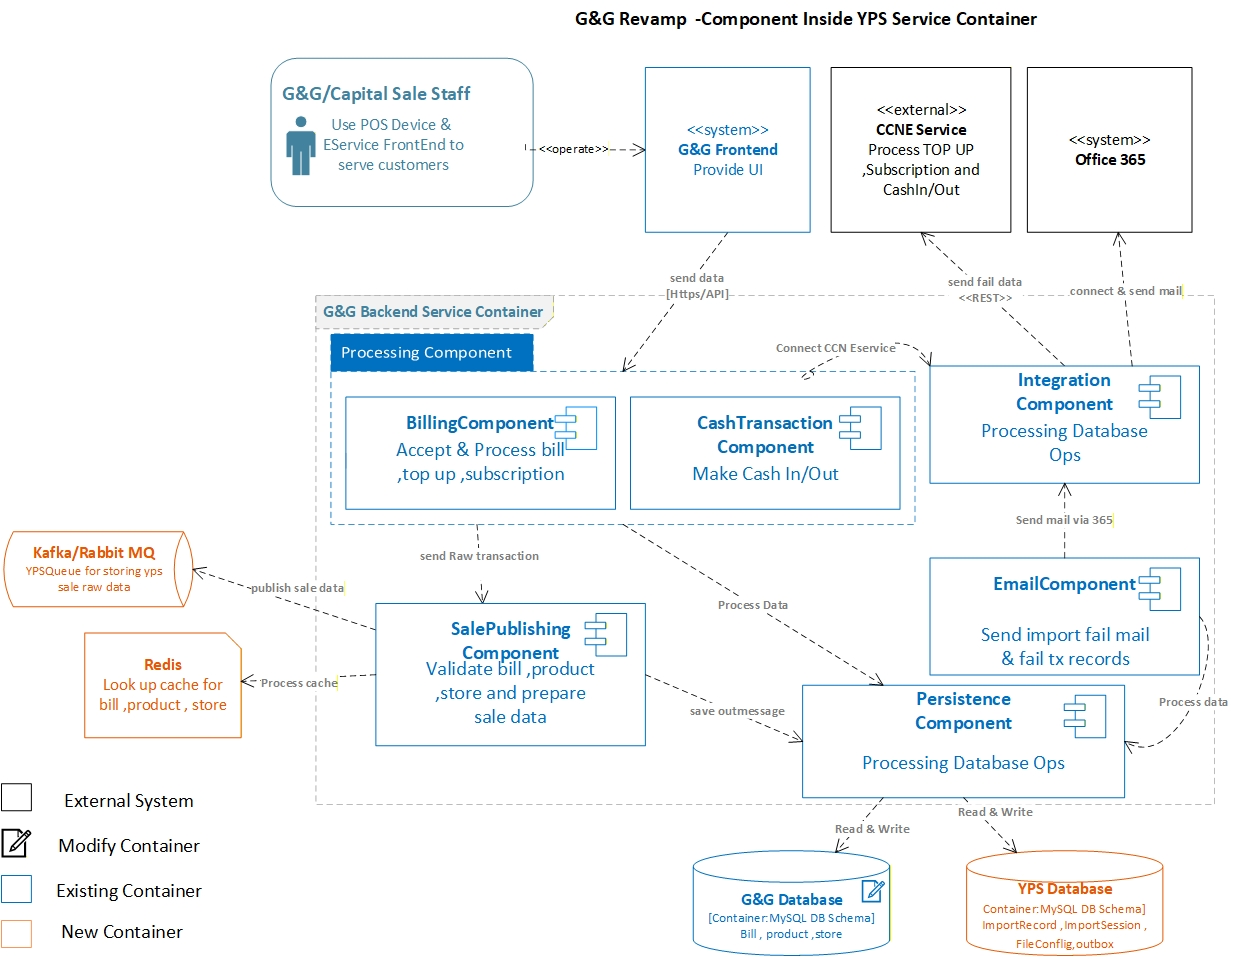 G&G Revamp -Component Inside YPS Service Container
G&G/Capital Sale Staff
Use POS Device &
EService FrontEnd to
serve customers
<<operate>>
<<system>>
G&G Frontend
Provide UI
<<external>>
CCNE Service
Process TOP UP
,Subscription and
CashIn/Out
<<system>>
Office 365
send data
[Https/API]
send fail data
<<REST>>
connect & send mail
G&G Backend Service Container
Processing Component
Connect CCN Eservice
BillingComponent
Accept & Process bill
,top up ,subscription
CashTransaction
Component
Make Cash In/Out
Integration
Component
Processing Database
Ops
send Raw transaction
Send mail via 365
Kafka/Rabbit MQ
YPSQueue for storing yps
sale raw data
publish sale data
Process Data
EmailComponent
Send import fail mail
& fail tx records
SalePublishing
Component
Validate bill ,product
,store and prepare
sale data
Redis
Look up cache for
bill ,product , store
Process cache
save outmessage
Persistence
Component
Processing Database Ops
Process data
Read & Write
Read & Write
External System
Modify Container
Existing Container
New Container
G&G Database
[Container:MySQL DB Schema]
Bill , product ,store
YPS Database
Container:MySQL DB Schema]
ImportRecord ,ImportSession ,
FileConflig,outbox